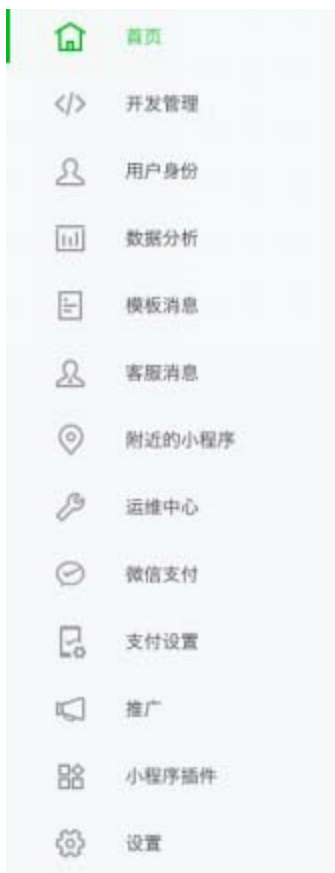 首页
开发管理
用户身份
数据分析
模板消息
客服消息
附近的小程序
运维中心
微信支付
支付设置
推广
小程序插件
设置